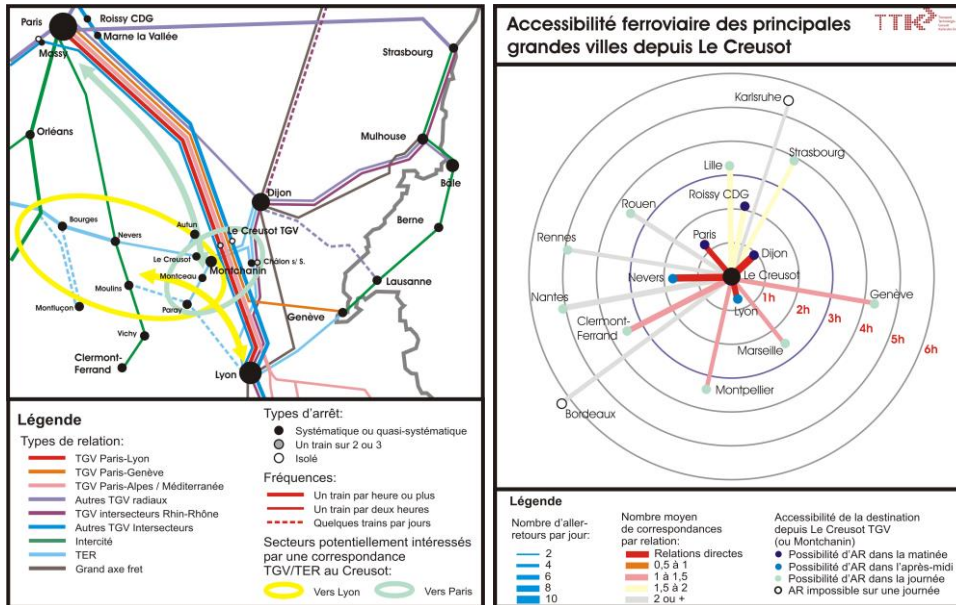 Paris
Roissy CDG
Marne la Vallée
Massy
Strasbourg
Orléans
Mulhouse
Bâle
Dijon
Bourges
Autun
Le Creusot TGV
Berne
Nevers
Le Creusot
Montchanin
Châlon s/ S.
Montceau
Lausanne
Moulins
Paray
Montluçon
Genève
Vichy
Clermont-
Ferrand
Lyon
Légende
Types de relation:
TGV Paris-Lyon
TGV Paris-Genève
TGV Paris-Alpes / Méditerranée
Autres TGV radiaux
TGV intersecteurs Rhin-Rhône
Autres TGV Intersecteurs
Intercité
TER
Grand axe fret
Types d'arrêt:
Systématique ou quasi-systématique
Un train sur 2 ou 3
Isolé
Fréquences:
Un train par heure ou plus
Un train par deux heures
Quelques trains par jours
Secteurs potentiellement intéressés
par une correspondance
TGV/TER au Creusot:
Vers Lyon
Vers Paris
Accessibilité ferroviaire des principales
grandes villes depuis Le Creusot
TTK
Karlsruhe
Lille
Strasbourg
Roissy CDG
Rouen
Paris
Rennes
Dijon
Nevers
Le Creusot
Nantes
Lyon
Genève
Clermont-
Ferrand
Marseille
Montpellier
Bordeaux
1h
2h
3h
4h
5h
6h
Légende
Nombre d'aller-
retours par jour:
2
4
6
8
10
Nombre moyen
de correspondances
par relation:
Relations directes
0,5 à 1
1 à 1,5
1,5 à 2
2 ou +
Accessibilité de la destination
depuis Le Creusot TGV
(ou Montchanin)
Possibilité d'AR dans la matinée
Possibilité d'AR dans l'après-midi
Possibilité d'AR dans la journée
AR impossible sur une journée